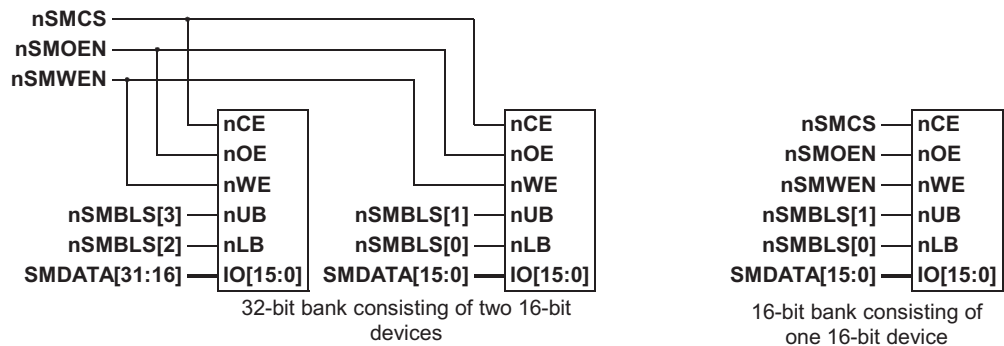 nSMCS
nSMOEN
nSMWEN
nCE
nOE
nWE
nSMBLS[3] nUB
nSMBLS[2] nLB
SMDATA[31:16] IO[15:0]
nCE
nOE
nWE
nSMBLS[1] nUB
nSMBLS[0] nLB
SMDATA[15:0] IO[15:0]
32-bit bank consisting of two 16-bit
devices
nSMCS nCE
nSMOEN nOE
nSMWEN nWE
nSMBLS[1] nUB
nSMBLS[0] nLB
SMDATA[15:0] IO[15:0]
16-bit bank consisting of
one 16-bit device